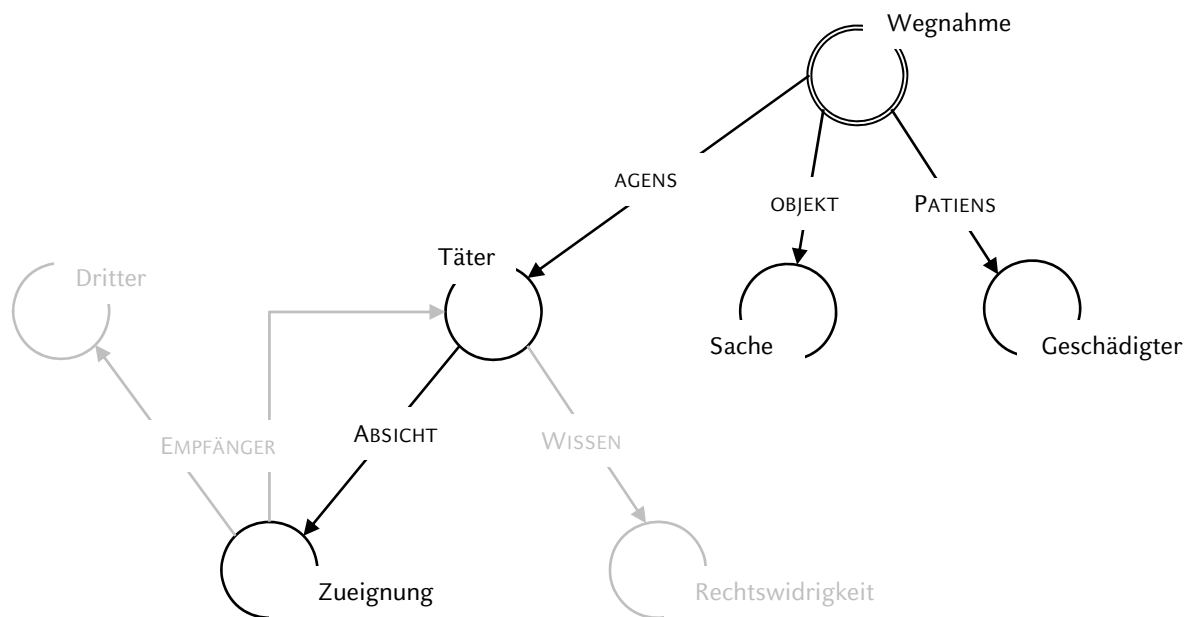 Wegnahme
AGENS
OBJEKT
PATIENS
Täter
Dritter
Sache
Geschädigter
EMPFÄNGER
ABSICHT
WISSEN
Zueignung
Rechtswidrigkeit